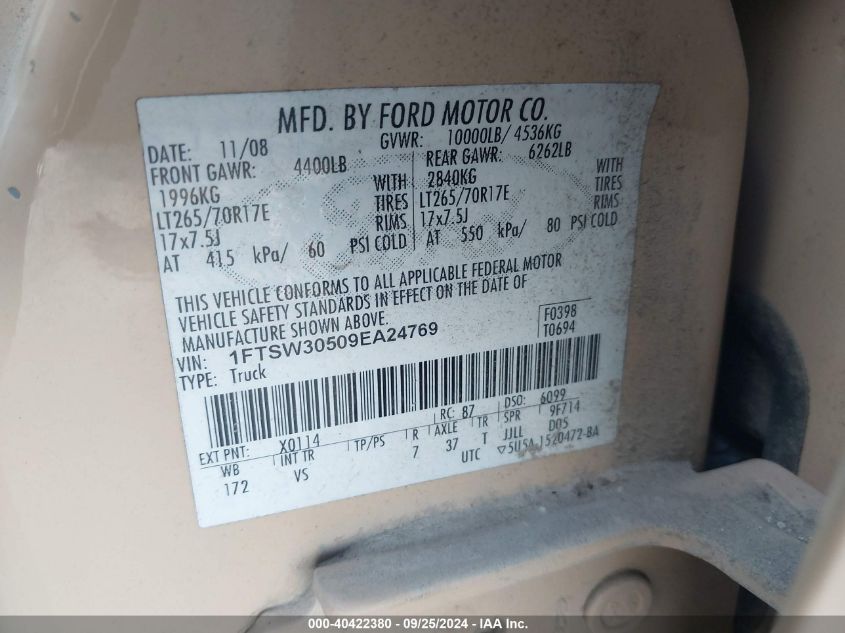 MFD. BY FORD MOTOR CO.
DATE: 11/08 GVWR: 10000LB/ 4536KG
FRONT GAWR: 4400LB REAR GAWR: 6262LB
1996KG WITH 2840KG WITH
LT265/70R17E TIRES LT265/70R17E TIRES
17x7.5J RIMS 17x7.5J RIMS
AT 415 kPa/ 60 PSI COLD AT 550 kPa/ 80 PSI COLD
THIS VEHICLE CONFORMS TO ALL APPLICABLE FEDERAL MOTOR
VEHICLE SAFETY STANDARDS IN EFFECT ON THE DATE OF
MANUFACTURE SHOWN ABOVE.
F0398
VIN: 1FTSW30509EA24769 T0694
TYPE: Truck
EXT PNT: X0114 RC: 87 DSO: 6099
WB INT TR TP/PS R AXLE TR SPR 9F714
172 VS 7 37 T JJLL DOS
UTC ▽5U5A-1520472-BA
000-40422380 - 09/25/2024 - IAA Inc.